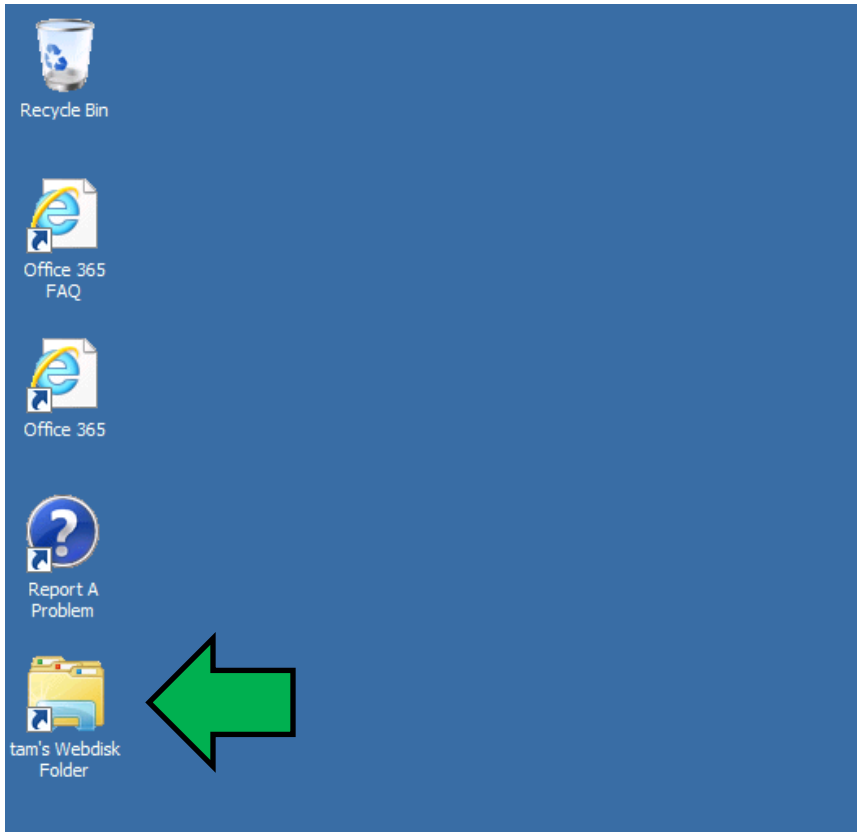 Recycle Bin
Office 365
FAQ
Office 365
Report A
Problem
tam's Webdisk
Folder